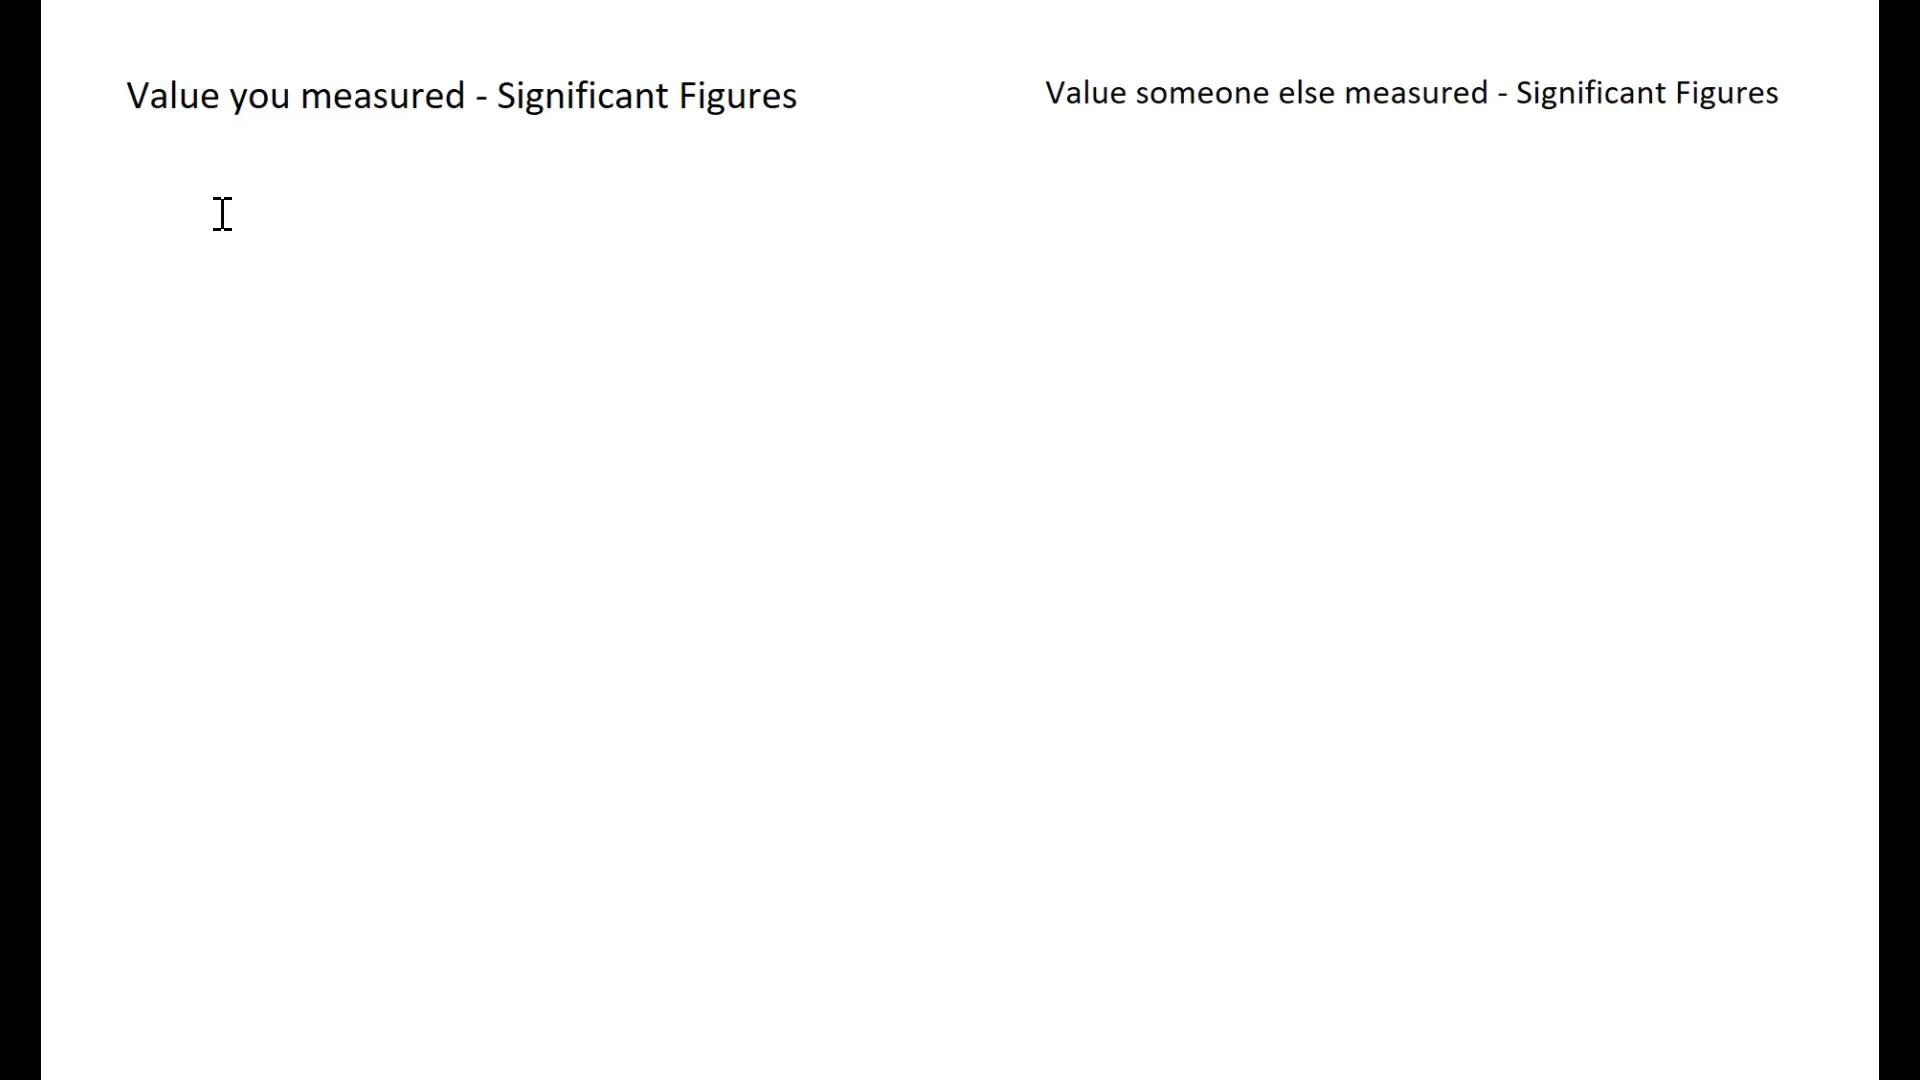 Value you measured - Significant Figures
Value someone else measured - Significant Figures